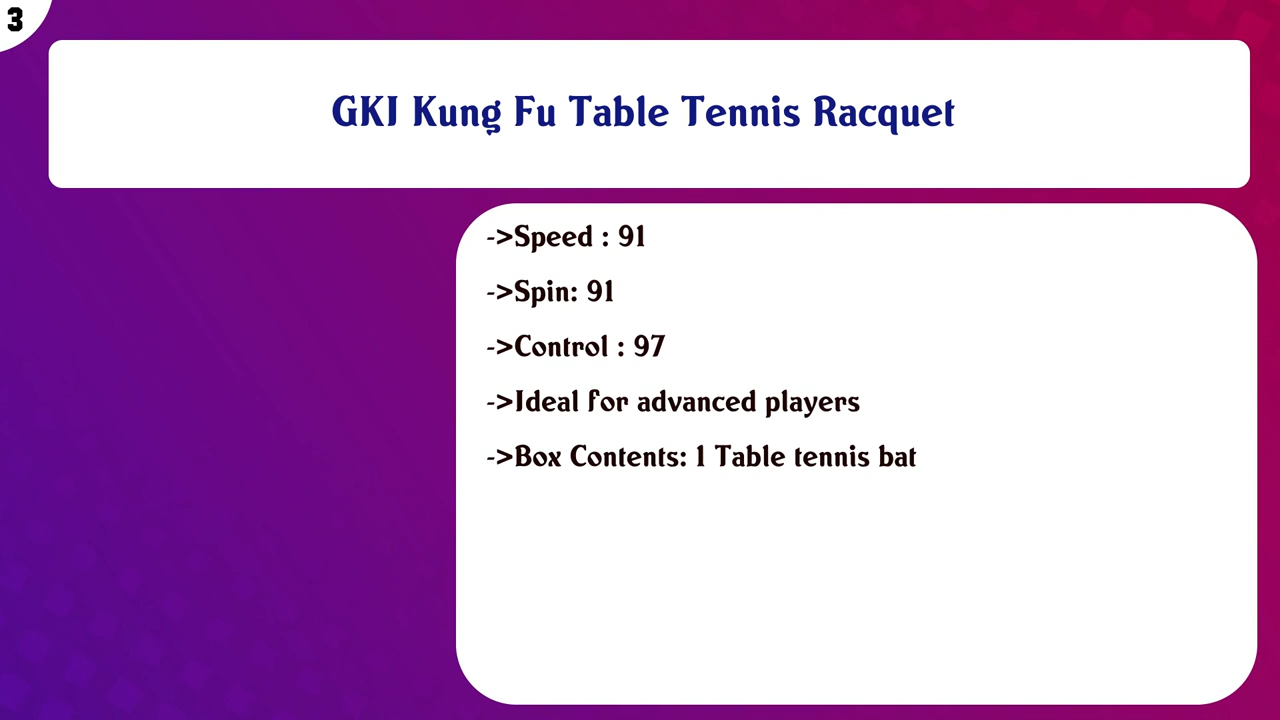 3
GKI Kung Fu Table Tennis Racquet
->Speed : 91
->Spin: 91
->Control : 97
->Ideal for advanced players
->Box Contents: 1 Table tennis bat